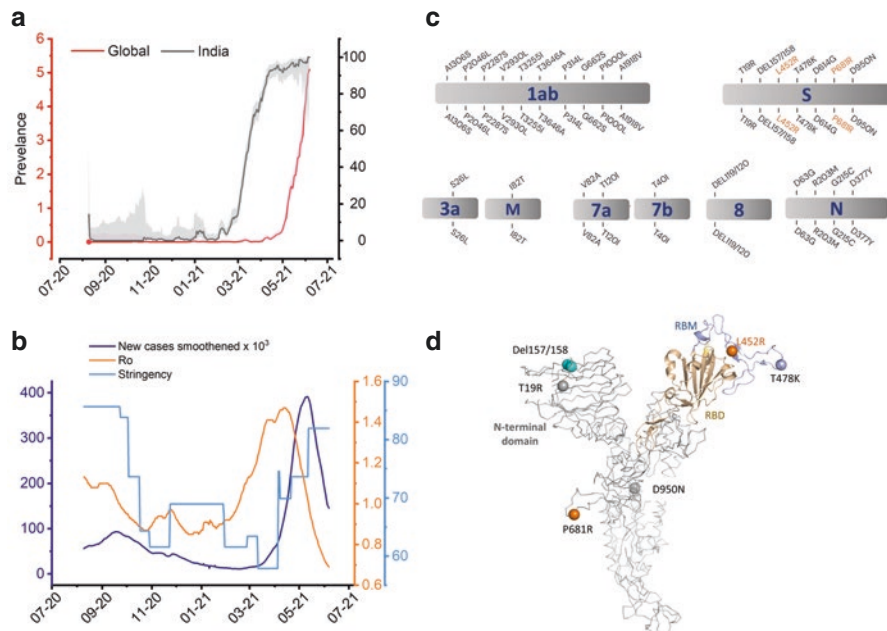 a
Global
India
Prevelance
6
5
4
3
2
1
0
100
80
60
40
20
0
07-20
09-20
11-20
01-21
03-21
05-21
07-21
b
New cases smoothened x 10³
Ro
Stringency
400
300
200
100
0
1.6
1.4
1.2
1.0
0.8
0.6
90
85
80
70
69
60
07-20
09-20
11-20
01-21
03-21
05-21
07-21
c
A1306S P2046L P2287S V2930L T3255I T3646A P314L G662S P1000L A1918V
1ab
A1306S P2046L P2287S V2930L T3255I T3646A P314L G662S P1000L A1918V
T19R DEL157/158 L452R T478K D614G P681R D950N
S
T19R DEL157/158 L452R T478K D614G P681R D950N
S26L
3a
S26L
I82T
M
I82T
V82A T120I
7a
V82A T120I
T40I
7b
T40I
DEL119/120
8
DEL119/120
D63G R203M G215C D377Y
N
D63G R203M G215C D377Y
d
RBM
L452R
Del157/158
T478K
T19R
RBD
N-terminal
domain
D950N
P681R